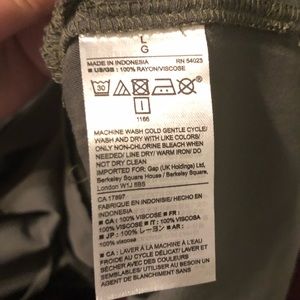 L
G
MADE IN INDONESIA RN 54023
■ US/GB : 100% RAYON/VISCOSE
30
I
1166
MACHINE WASH COLD GENTLE CYCLE/
WASH AND DRY WITH LIKE COLORS/
ONLY NON-CHLORINE BLEACH WHEN
NEEDED/ LINE DRY/ WARM IRON/ DO
NOT DRY CLEAN
IMPORTED FOR: Gap (UK Holdings) Ltd.
Berkeley Square House / Berkeley Square
London W1J 6BS
CA 17897
FABRIQUE EN INDONESIE/ HECHO EN
INDONESIA
■ CA : 100% VISCOSE ■ FR :
100% VISCOSE ■ IT : 100% VISCOSA
■ JP : 100% レーヨン ■ AR :
100% viscosa
■ CA : LAVER À LA MACHINE À L'EAU
FROIDE AU CYCLE DÉLICAT/ LAVER ET
SÉCHER AVEC DES COULEURS
SEMBLABLES/ UTILISER AU BESOIN UN
AGENT DE BLANCHIMENT SANS